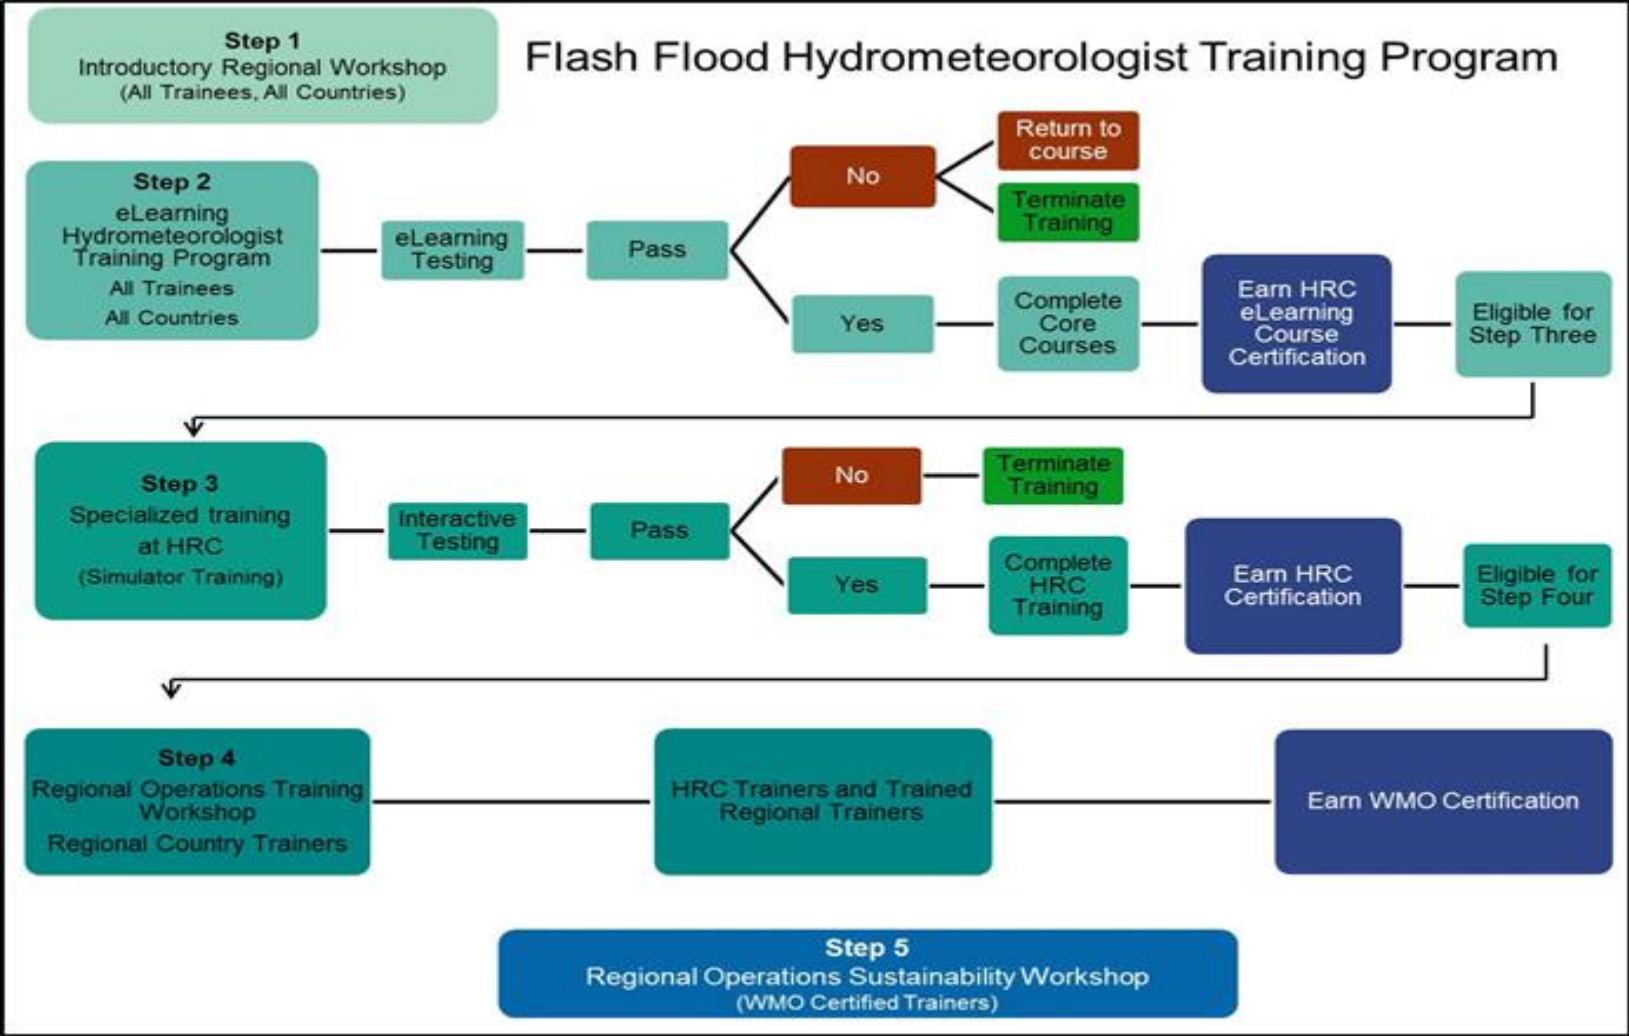 Step 1
Introductory Regional Workshop
(All Trainees, All Countries)
Flash Flood Hydrometeorologist Training Program
Step 2
eLearning
Hydrometeorologist
Training Program
All Trainees
All Countries
eLearning
Testing
Pass
No
Return to
course
Terminate
Training
Yes
Complete
Core
Courses
Earn HRC
eLearning
Course
Certification
Eligible for
Step Three
Step 3
Specialized training
at HRC
(Simulator Training)
Interactive
Testing
Pass
No
Terminate
Training
Yes
Complete
HRC
Training
Earn HRC
Certification
Eligible for
Step Four
Step 4
Regional Operations Training
Workshop
Regional Country Trainers
HRC Trainers and Trained
Regional Trainers
Earn WMO Certification
Step 5
Regional Operations Sustainability Workshop
(WMO Certified Trainers)